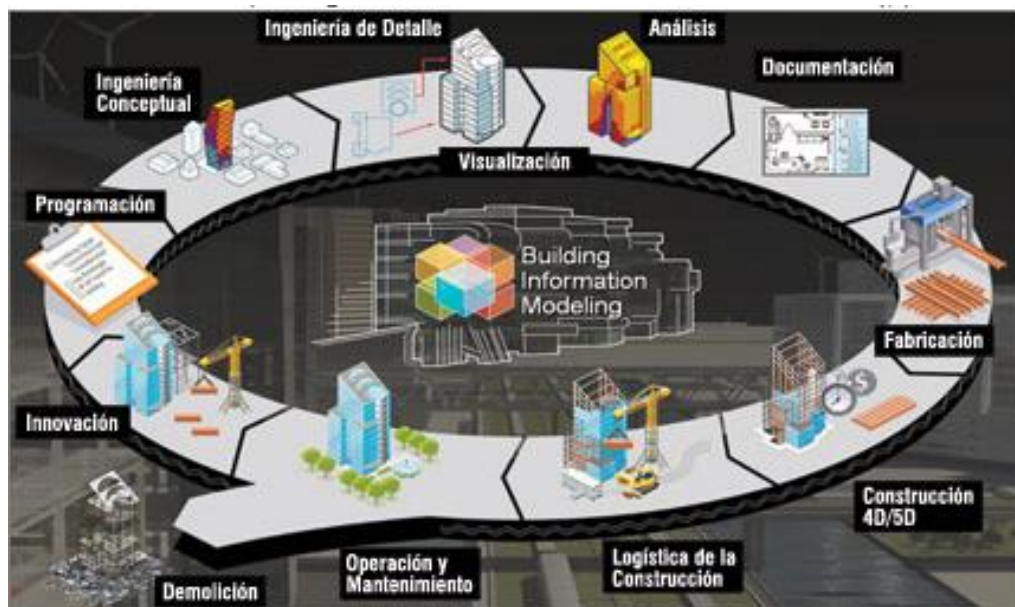 Ingeniería de Detalle
Análisis
Documentación
Ingeniería
Conceptual
Visualización
Programación
Building
Information
Modeling
Fabricación
Innovación
Construcción
4D/5D
Operación y
Mantenimiento
Logística de la
Construcción
Demolición